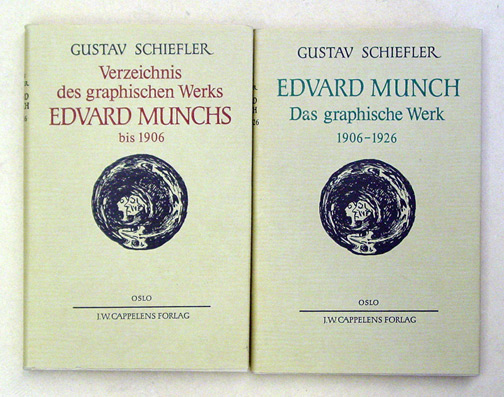 GUSTAV SCHIEFLER
Verzeichnis
des graphischen Werks
EDVARD MUNCHS
bis 1906
OSLO
J.W. CAPPELENS FORLAG
GUSTAV SCHIEFLER
EDVARD MUNCH
Das graphische Werk
1906–1926
OSLO
J.W. CAPPELENS FORLAG